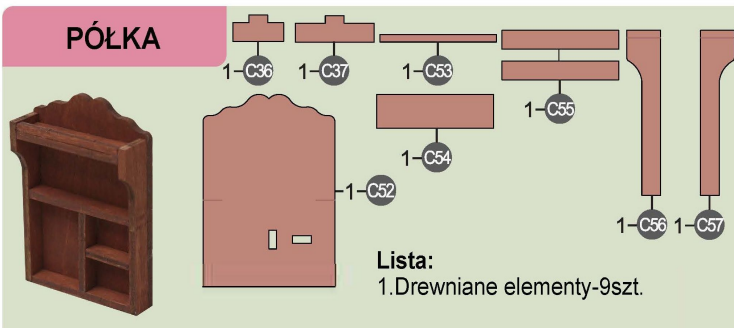 PÓŁKA
1-C36
1-C37
1-C53
1-C55
1-C54
1-C52
1-C56
1-C57
Lista:
1.Drewniane elementy-9szt.